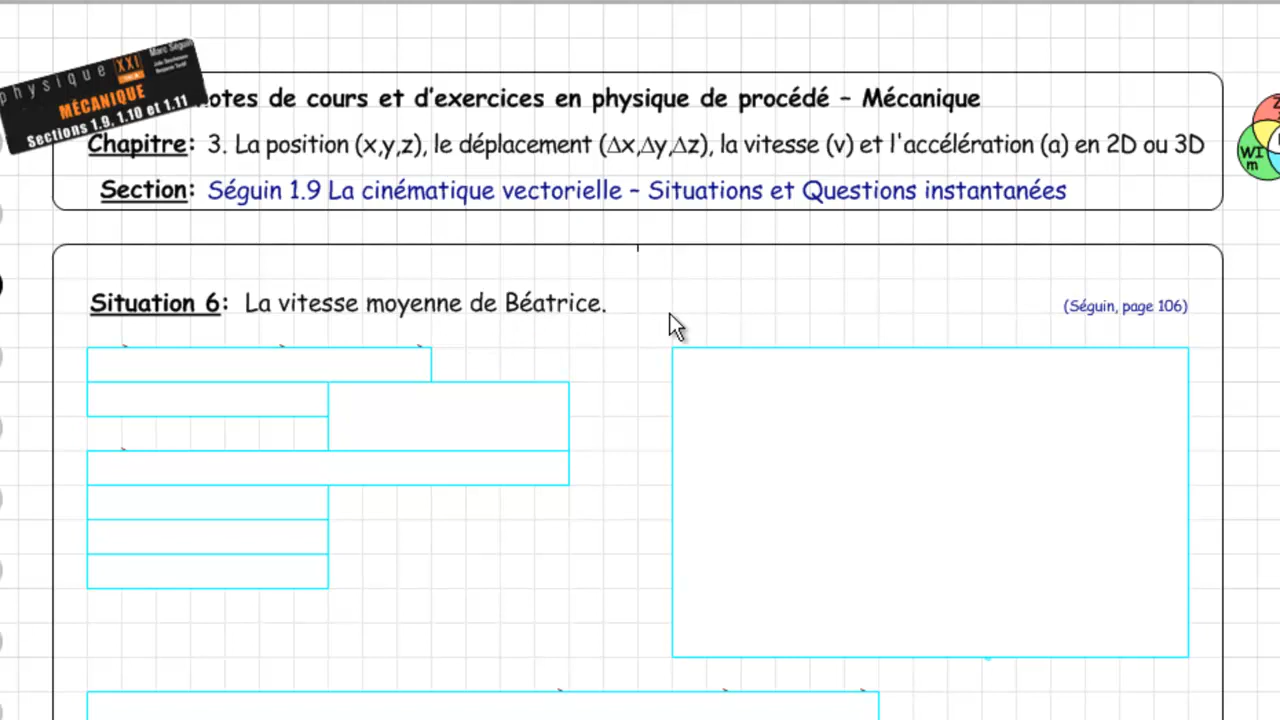 physique XXI
Marc Séguin
MÉCANIQUE
Sections 1.9, 1.10 et 1.11
notes de cours et d'exercices en physique de procédé - Mécanique
Chapitre: 3. La position (x,y,z), le déplacement (Δx,Δy,Δz), la vitesse (v) et l'accélération (a) en 2D ou 3D
Section: Séguin 1.9 La cinématique vectorielle - Situations et Questions instantanées
WI
m
Situation 6: La vitesse moyenne de Béatrice.
(Séguin, page 106)